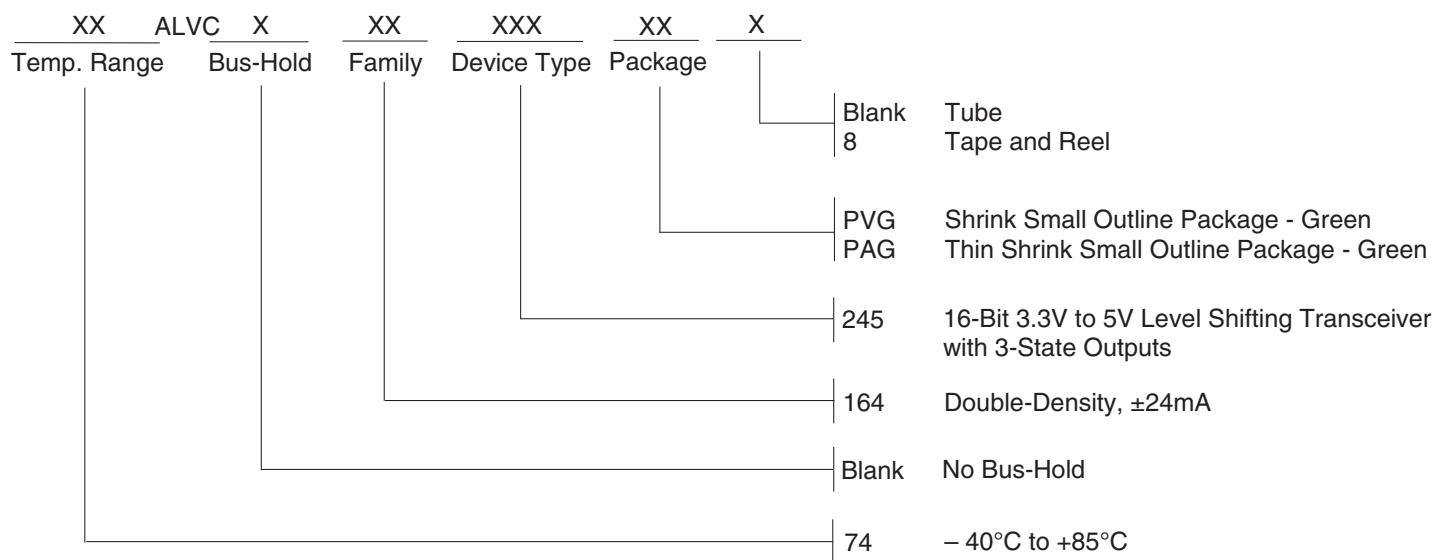 XX ALVC X XX XXX XX X
Temp. Range Bus-Hold Family Device Type Package
Blank Tube
8 Tape and Reel
PVG Shrink Small Outline Package - Green
PAG Thin Shrink Small Outline Package - Green
245 16-Bit 3.3V to 5V Level Shifting Transceiver
with 3-State Outputs
164 Double-Density, ±24mA
Blank No Bus-Hold
74 – 40°C to +85°C